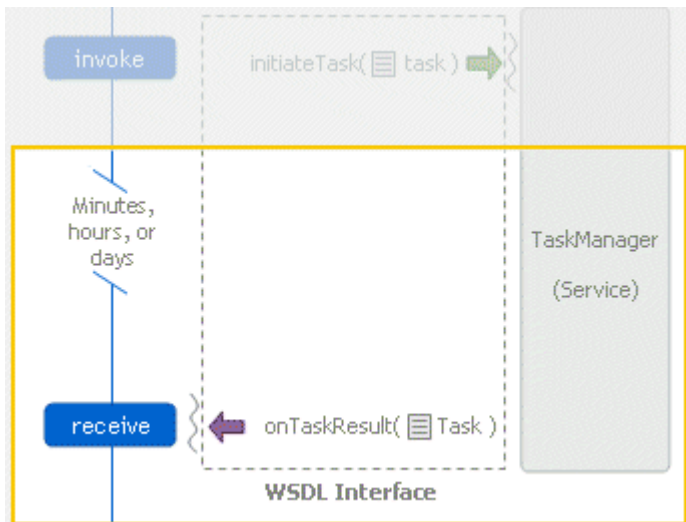 invoke
initiateTask( task )
Minutes,
hours, or
days
TaskManager
(Service)
receive
onTaskResult( Task )
WSDL Interface